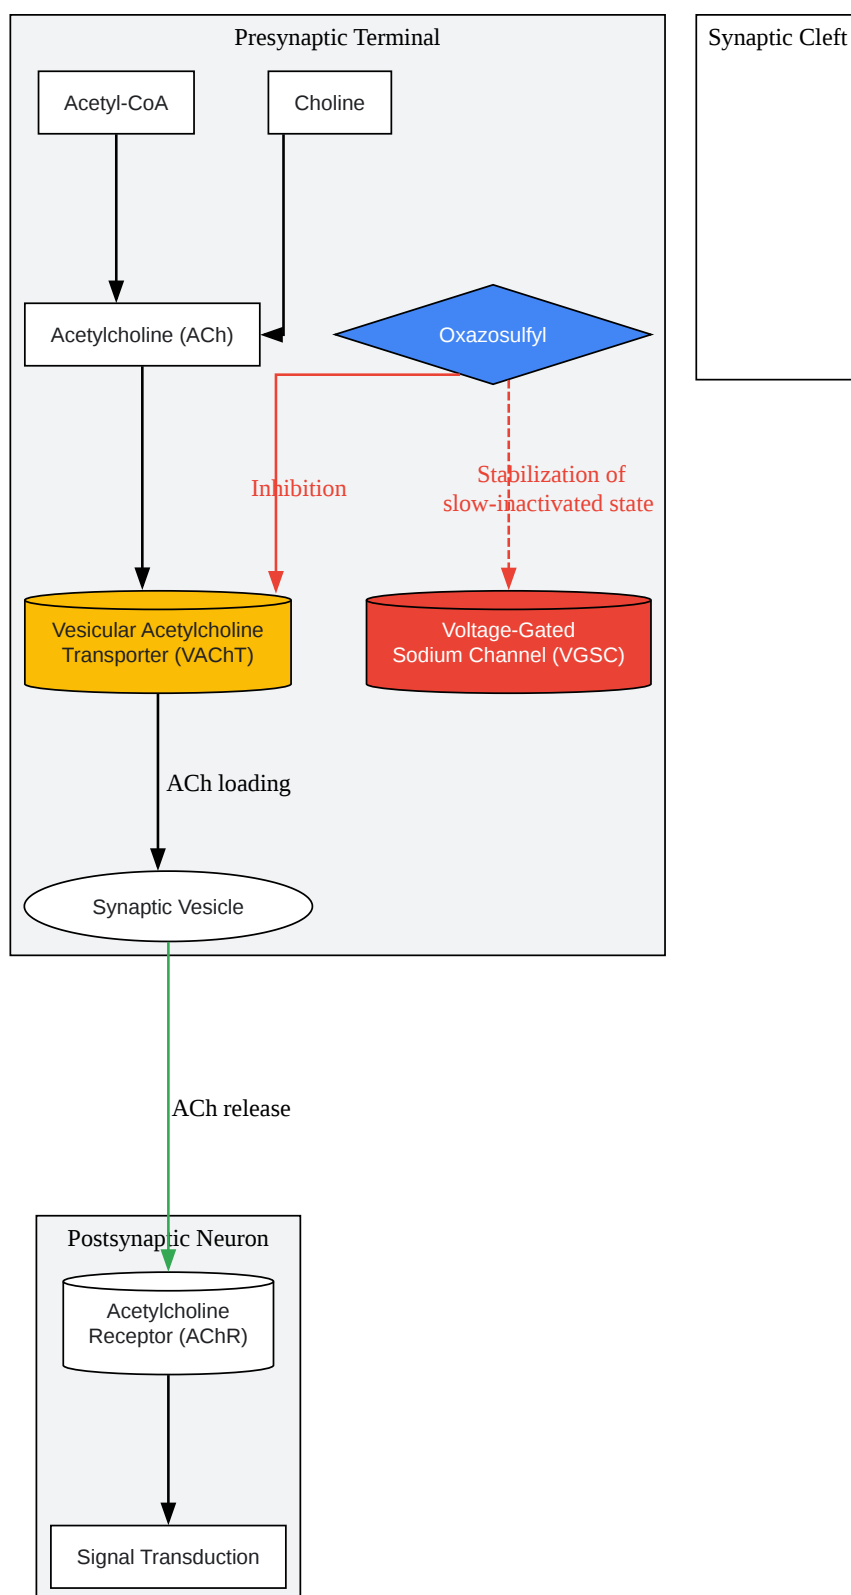 Presynaptic Terminal
Synaptic Cleft
Acetyl-CoA
Choline
Acetylcholine (ACh)
Oxazosulfyl
Inhibition
Stabilization of
slow-inactivated state
Vesicular Acetylcholine
Transporter (VAChT)
Voltage-Gated
Sodium Channel (VGSC)
ACh loading
Synaptic Vesicle
ACh release
Postsynaptic Neuron
Acetylcholine
Receptor (AChR)
Signal Transduction